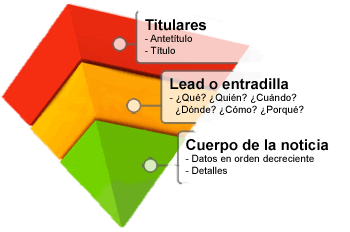 Titulares
- Antetítulo
- Título
Lead o entradilla
- ¿Qué? ¿Quién? ¿Cuándo?
¿Dónde? ¿Cómo? ¿Porqué?
Cuerpo de la noticia
- Datos en orden decreciente
- Detalles